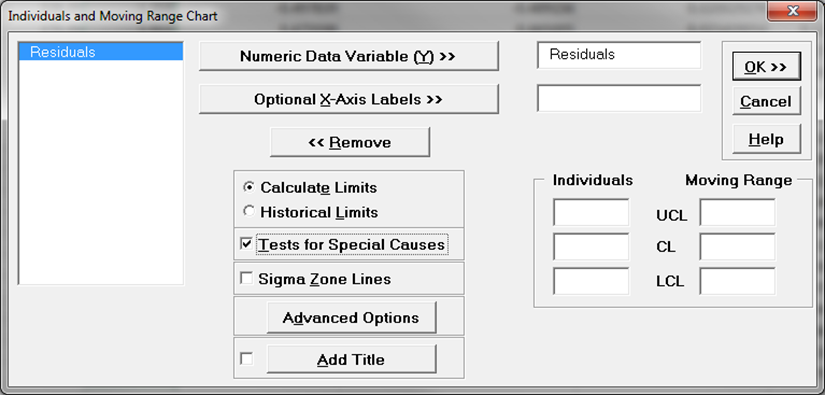 Individuals and Moving Range Chart
Residuals
Numeric Data Variable (Y) >>
Residuals
Optional X-Axis Labels >>
<< Remove
OK >>
Cancel
Help
Calculate Limits
Historical Limits
Tests for Special Causes
Sigma Zone Lines
Advanced Options
Add Title
Individuals
Moving Range
UCL
CL
LCL